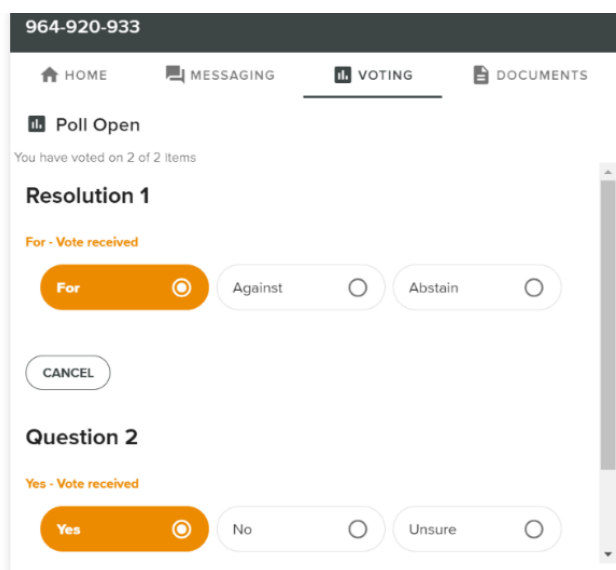 964-920-933
HOME MESSAGING VOTING DOCUMENTS
Poll Open
You have voted on 2 of 2 items
Resolution 1
For - Vote received
For Against Abstain
CANCEL
Question 2
Yes - Vote received
Yes No Unsure